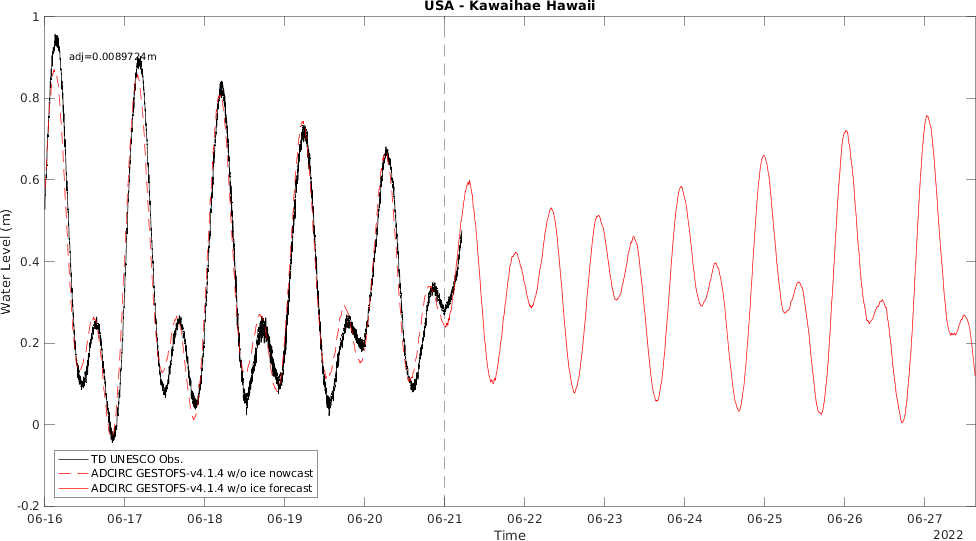 USA - Kawaihae Hawaii
adj=0.0089724m
Water Level (m)
1
0.8
0.6
0.4
0.2
0
-0.2
TD UNESCO Obs.
ADCIRC GESTOFS-v4.1.4 w/o ice nowcast
ADCIRC GESTOFS-v4.1.4 w/o ice forecast
06-16 06-17 06-18 06-19 06-20 06-21 06-22 06-23 06-24 06-25 06-26 06-27
Time
2022